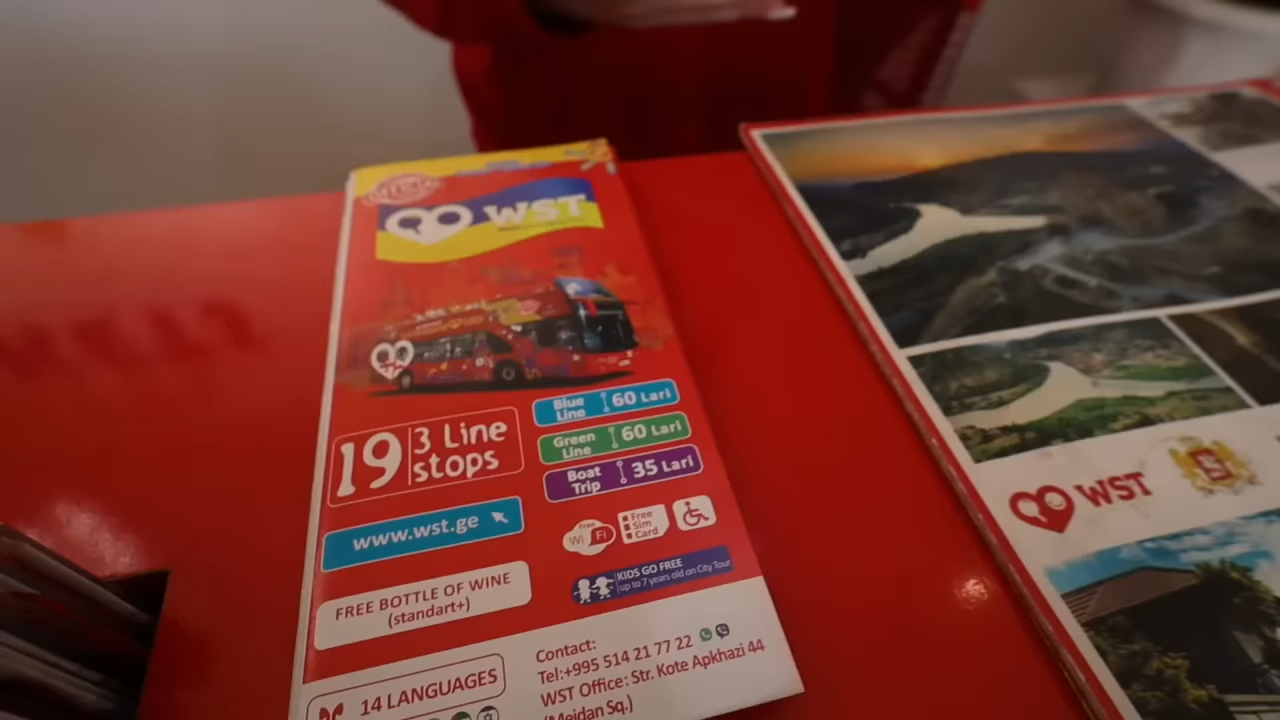 WST
19
3 Line
stops
Blue
Line
60 Lari
Green
Line
60 Lari
Boat
Trip
35 Lari
www.wst.ge
Free
Wi Fi
Free
Sim
Card
FREE BOTTLE OF WINE
(standart+)
KIDS GO FREE
up to 7 years old on City Tour
14 LANGUAGES
Contact:
Tel:+995 514 21 77 22
WST Office: Str. Kote Apkhazi 44
(Meidan Sq.)
WST